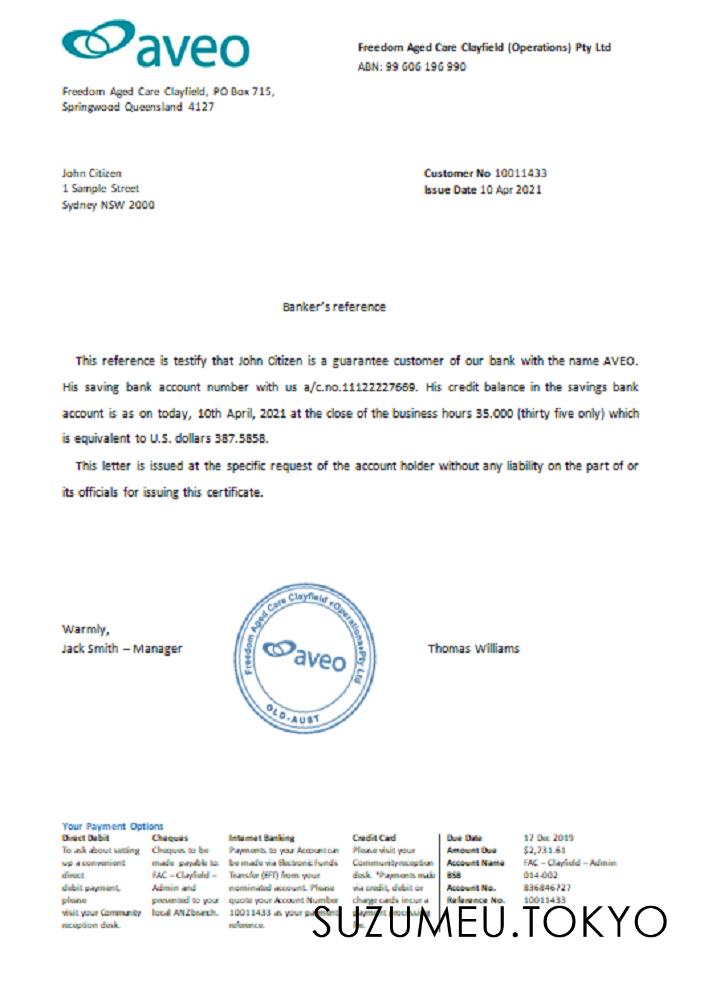 aveo
Freedom Aged Care Clayfield (Operations) Pty Ltd
ABN: 99 606 196 990
Freedom Aged Care Clayfield, PO Box 715,
Springwood Queensland 4127
John Citizen
1 Sample Street
Sydney NSW 2000
Customer No 10011433
Issue Date 10 Apr 2021
Banker's reference
This reference is testify that John Citizen is a guarantee customer of our bank with the name AVEO.
His saving bank account number with us a/c.no.11122227669. His credit balance in the savings bank
account is as on today, 10th April, 2021 at the close of the business hours 35.000 (thirty five only) which
is equivalent to U.S. dollars 387.5858.
This letter is issued at the specific request of the account holder without any liability on the part of or
its officials for issuing this certificate.
Warmly,
Jack Smith – Manager
Freedom Aged Care Clayfield «Operations»Pty Ltd
aveo
QLD-AUST
Thomas Williams
Your Payment Options
Direct Debit
To ask about setting
up a convenient
direct
debit payment,
please
visit your Community
reception desk.
Cheques
Cheques to be
made payable to:
FAC – Clayfield –
Admin and
presented to your
local ANZ branch.
Internet Banking
Payments to your Account can
be made via Electronic Funds
Transfer (EFT) from your
nominated account. Please
quote your Account Number
10011433 as your payment
reference.
Credit Card
Please visit your
Community reception
desk. *Payments made
via credit, debit or
charge cards incur a
payment processing
fee.
Due Date 17 Dec 2019
Amount Due $2,731.61
Account Name FAC – Clayfield – Admin
BSB 014-002
Account No. 836846727
Reference No. 10011433
SUZUMEU.TOKYO